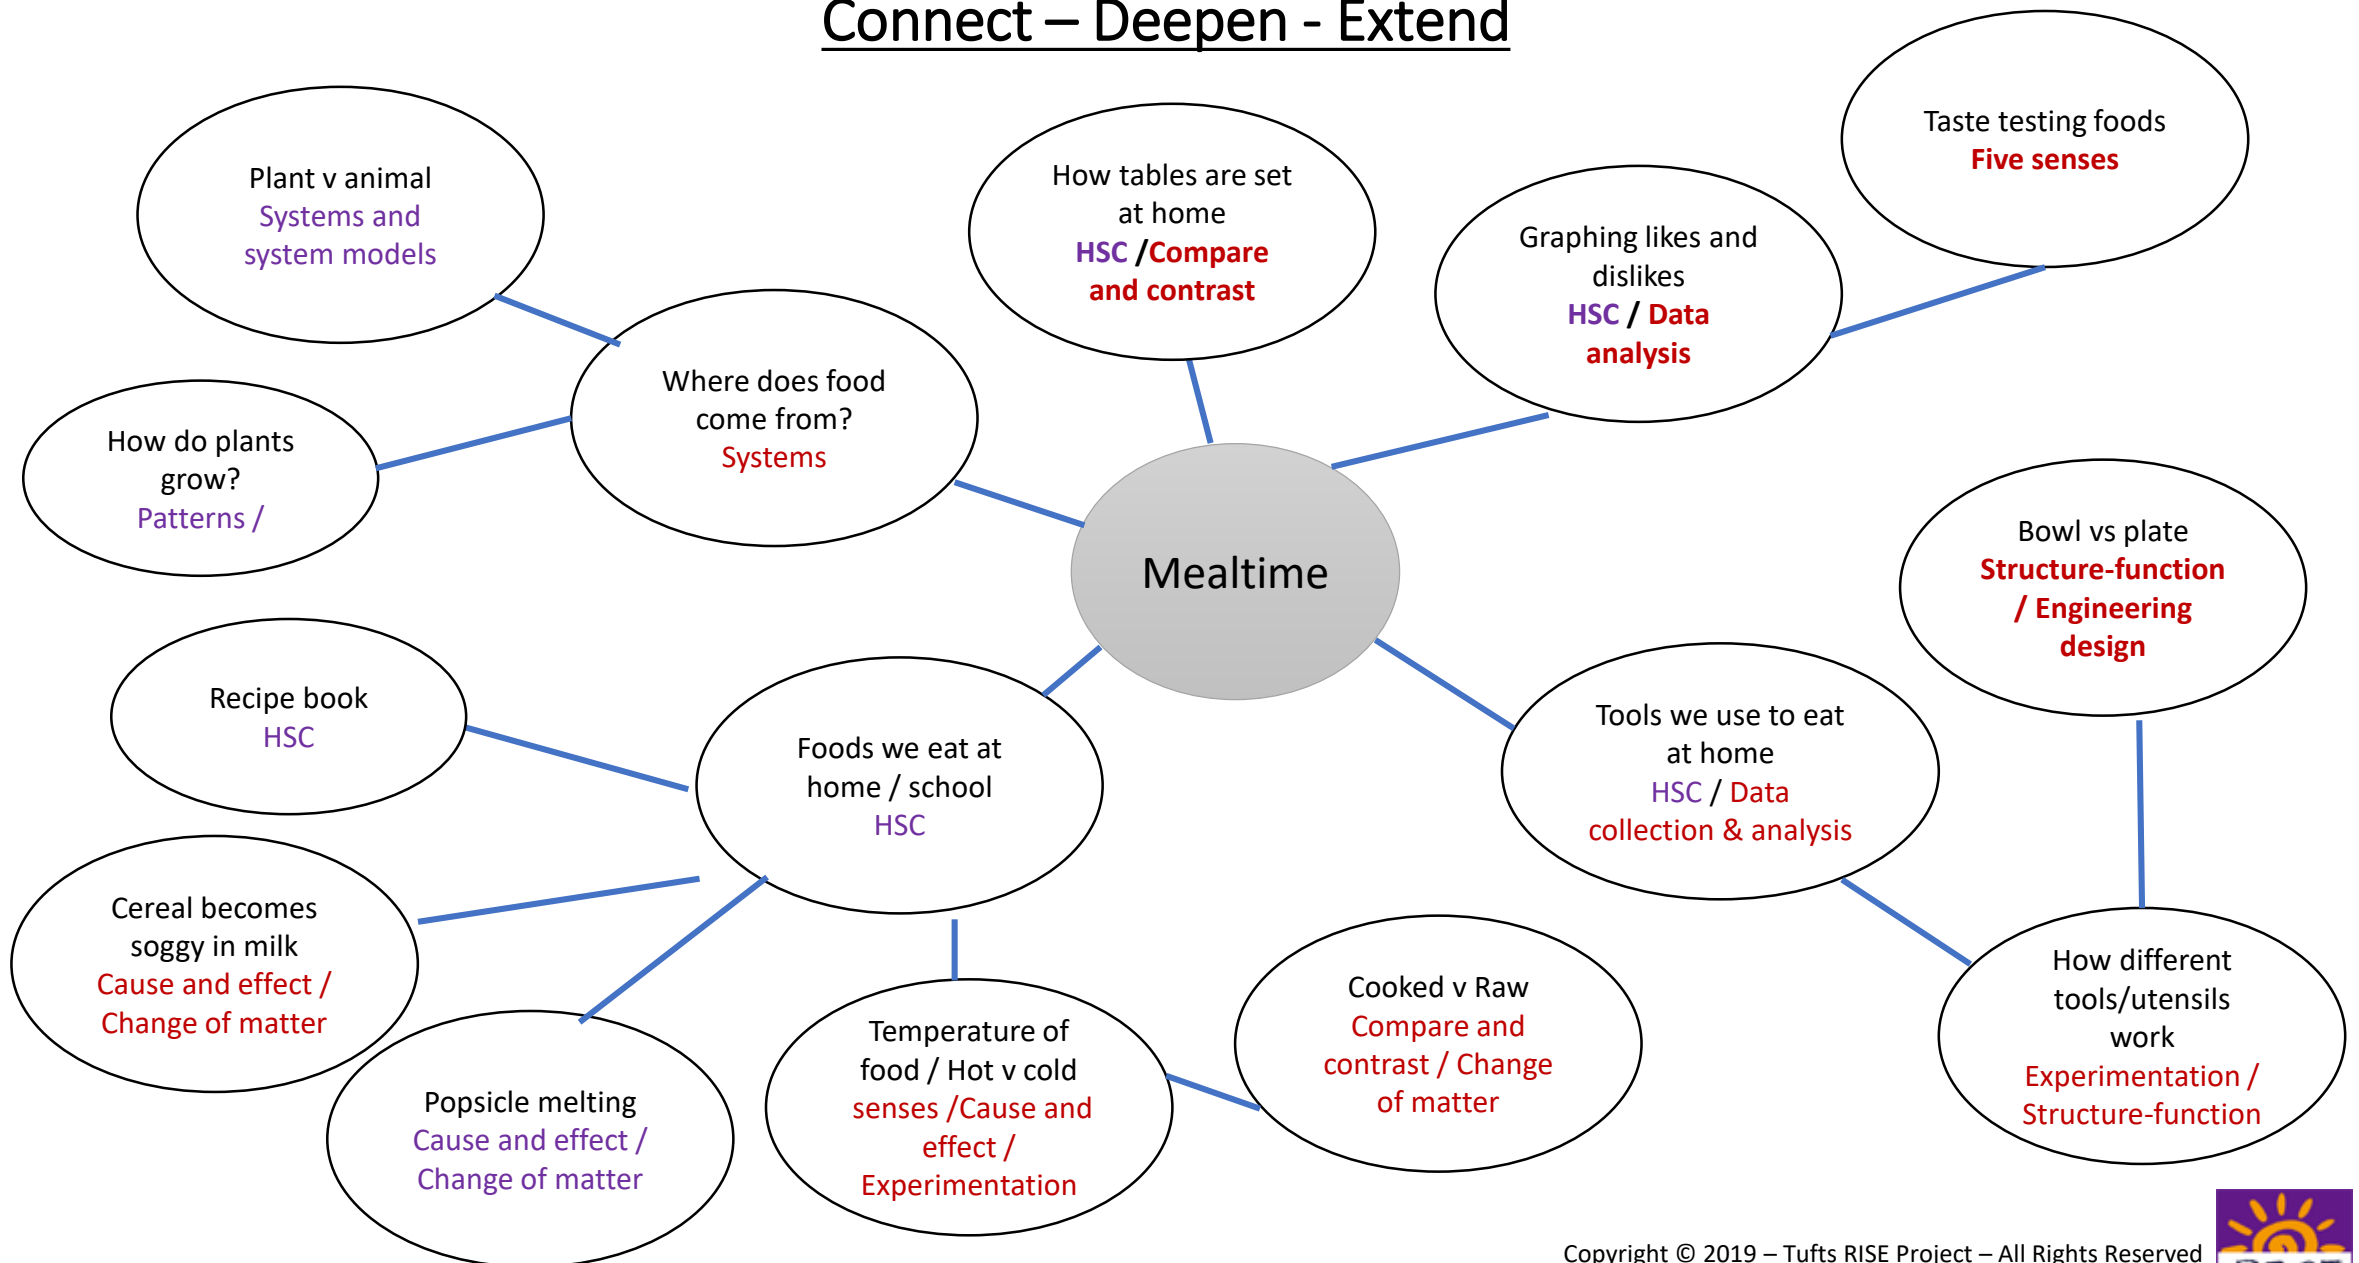 Connect – Deepen - Extend
Plant v animal
Systems and
system models
How do plants
grow?
Patterns /
Where does food
come from?
Systems
How tables are set
at home
HSC /Compare
and contrast
Graphing likes and
dislikes
HSC / Data
analysis
Taste testing foods
Five senses
Mealtime
Bowl vs plate
Structure-function
/ Engineering
design
Recipe book
HSC
Foods we eat at
home / school
HSC
Tools we use to eat
at home
HSC / Data
collection & analysis
Cereal becomes
soggy in milk
Cause and effect /
Change of matter
Popsicle melting
Cause and effect /
Change of matter
Temperature of
food / Hot v cold
senses /Cause and
effect /
Experimentation
Cooked v Raw
Compare and
contrast / Change
of matter
How different
tools/utensils
work
Experimentation /
Structure-function
Copyright © 2019 – Tufts RISE Project – All Rights Reserved